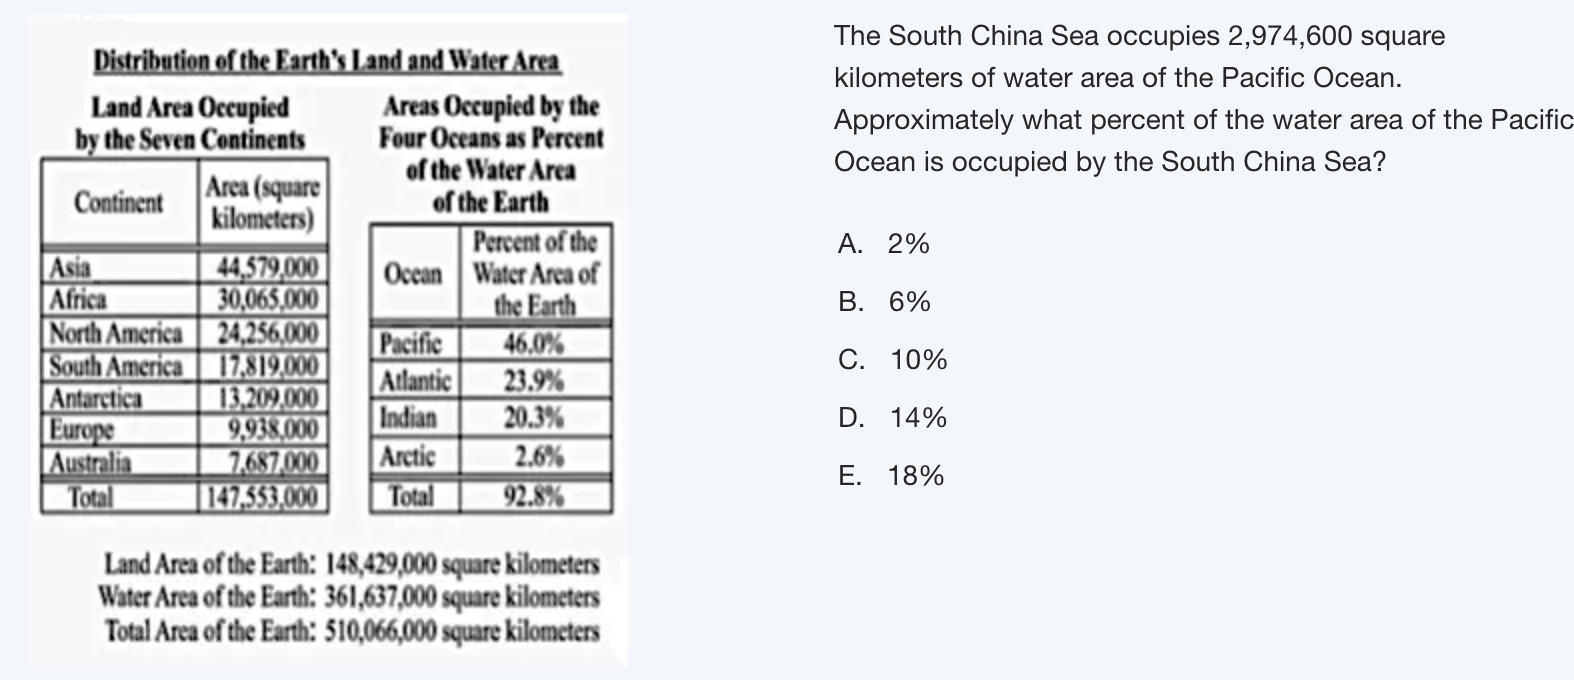 Distribution of the Earth's Land and Water Area
Land Area Occupied
by the Seven Continents
Continent
Area (square
kilometers)
Asia 44,579,000
Africa 30,065,000
North America 24,256,000
South America 17,819,000
Antarctica 13,209,000
Europe 9,938,000
Australia 7,687,000
Total 147,553,000
Areas Occupied by the
Four Oceans as Percent
of the Water Area
of the Earth
Ocean
Percent of the
Water Area of
the Earth
Pacific 46.0%
Atlantic 23.9%
Indian 20.3%
Arctic 2.6%
Total 92.8%
Land Area of the Earth: 148,429,000 square kilometers
Water Area of the Earth: 361,637,000 square kilometers
Total Area of the Earth: 510,066,000 square kilometers
The South China Sea occupies 2,974,600 square
kilometers of water area of the Pacific Ocean.
Approximately what percent of the water area of the Pacific
Ocean is occupied by the South China Sea?
A. 2%
B. 6%
C. 10%
D. 14%
E. 18%